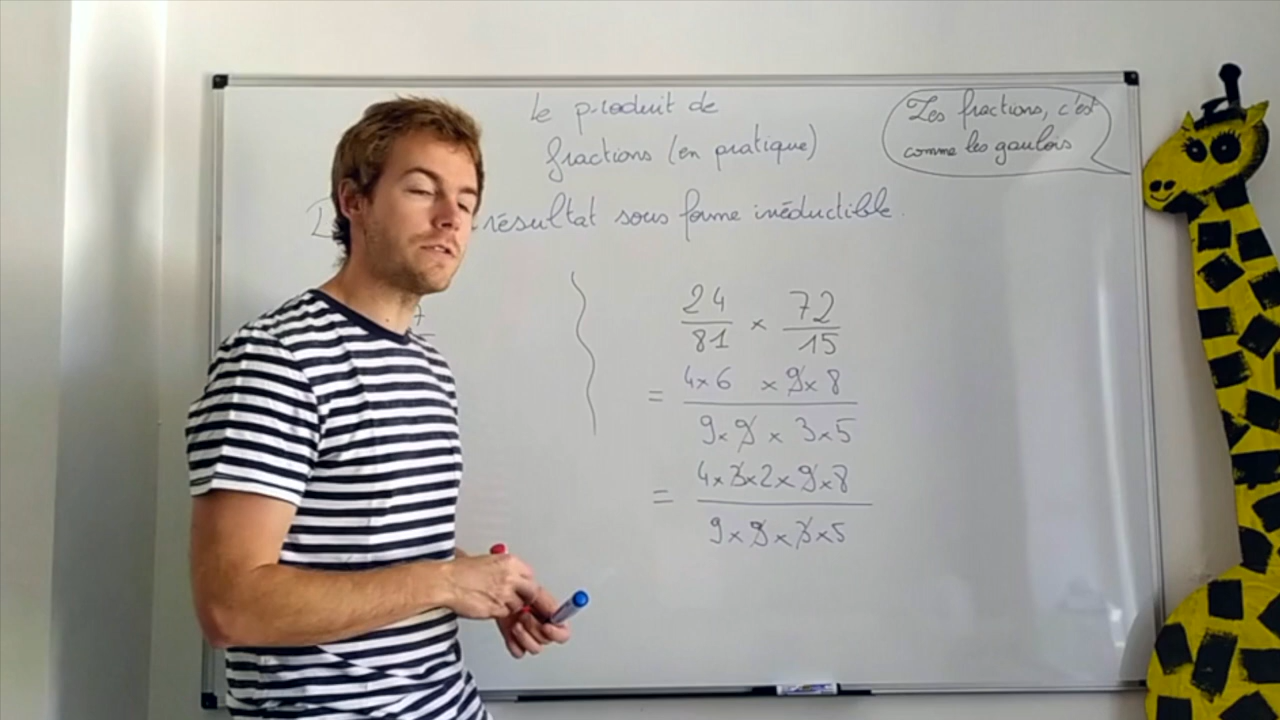 le produit de
fractions (en pratique)
Les fractions, c'est
comme les gaulois
résultat sous forme irréductible.
7
24/81 × 72/15
= 4×6 × 9×8 / 9×9 × 3×5
= 4×3×2×9×8 / 9×9×3×5